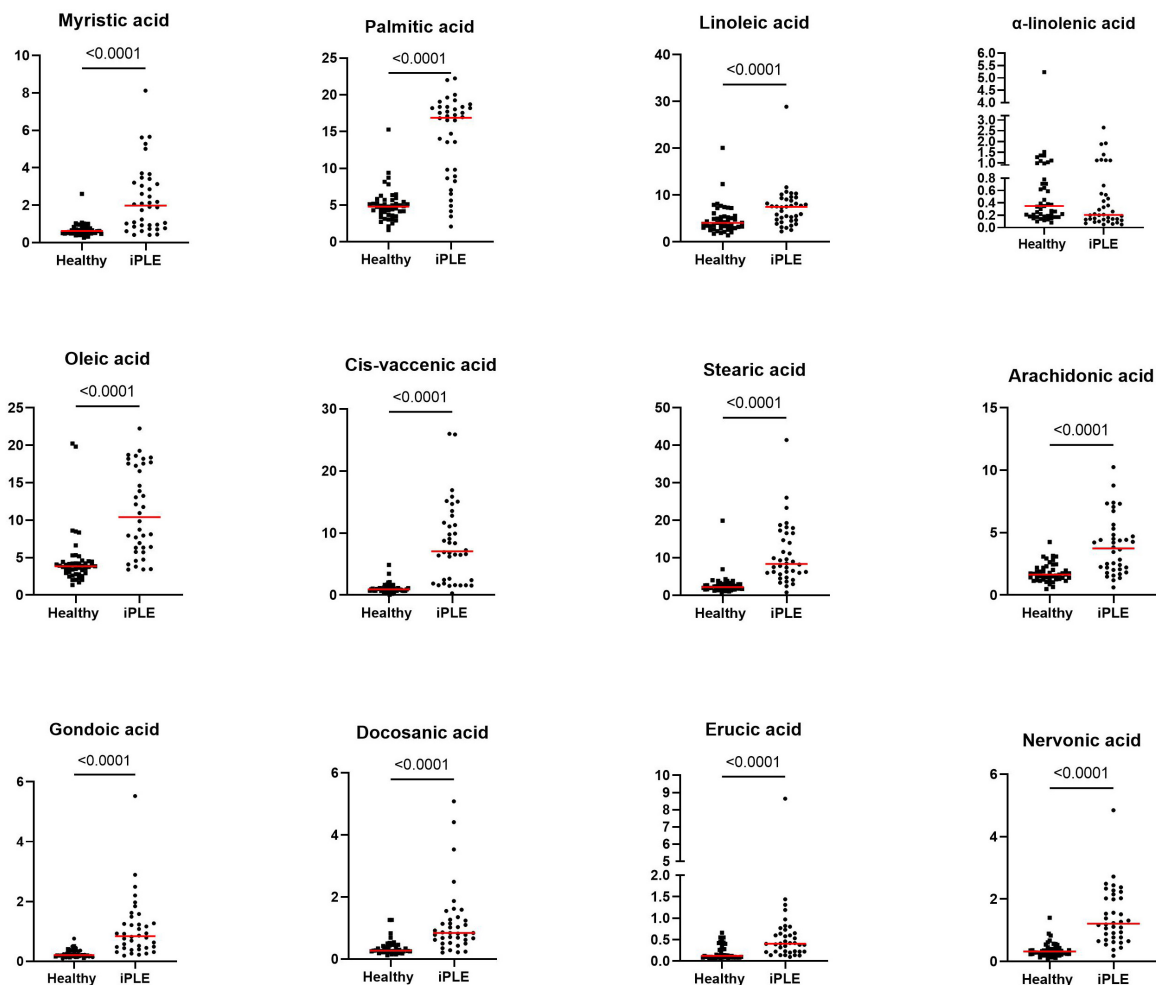 Myristic acid
<0.0001
10
8
6
4
2
0
Healthy
iPLE
Palmitic acid
<0.0001
25
20
15
10
5
0
Healthy
iPLE
Linoleic acid
<0.0001
40
30
20
10
0
Healthy
iPLE
α-linolenic acid
6.0
5.5
5.0
4.5
4.0
3.0
2.5
2.0
1.5
1.0
0.8
0.6
0.4
0.2
0.0
Healthy
iPLE
Oleic acid
<0.0001
25
20
15
10
5
0
Healthy
iPLE
Cis-vaccenic acid
<0.0001
30
20
10
0
Healthy
iPLE
Stearic acid
<0.0001
50
40
30
20
10
0
Healthy
iPLE
Arachidonic acid
<0.0001
15
10
5
0
Healthy
iPLE
Gondoic acid
<0.0001
6
4
2
0
Healthy
iPLE
Docosanic acid
<0.0001
6
4
2
0
Healthy
iPLE
Erucic acid
<0.0001
10
9
8
7
6
5
2.0
1.5
1.0
0.5
0.0
Healthy
iPLE
Nervonic acid
<0.0001
6
4
2
0
Healthy
iPLE